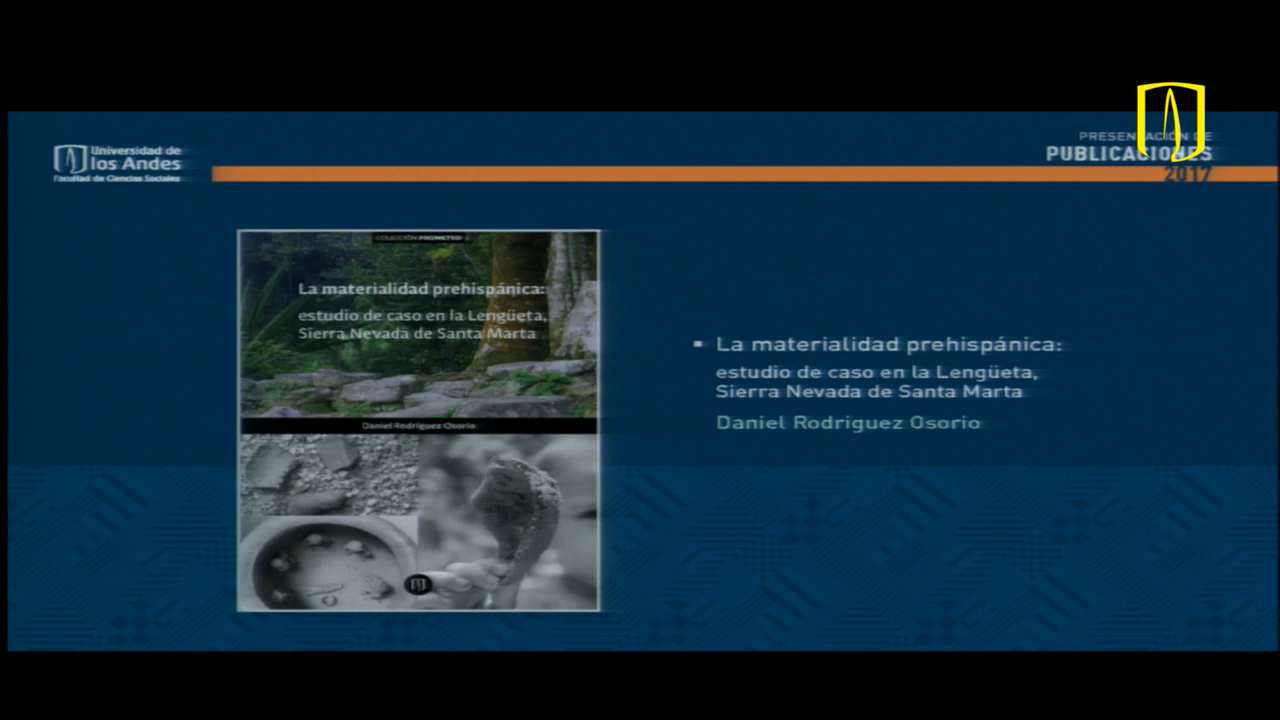 Universidad de
los Andes
Facultad de Ciencias Sociales
PRESENTACIÓN DE
PUBLICACIONES
2017
COLECCIÓN PROMETEO
La materialidad prehispánica:
estudio de caso en la Lengüeta,
Sierra Nevada de Santa Marta
Daniel Rodríguez Osorio
▪ La materialidad prehispánica:
estudio de caso en la Lengüeta,
Sierra Nevada de Santa Marta
Daniel Rodriguez Osorio